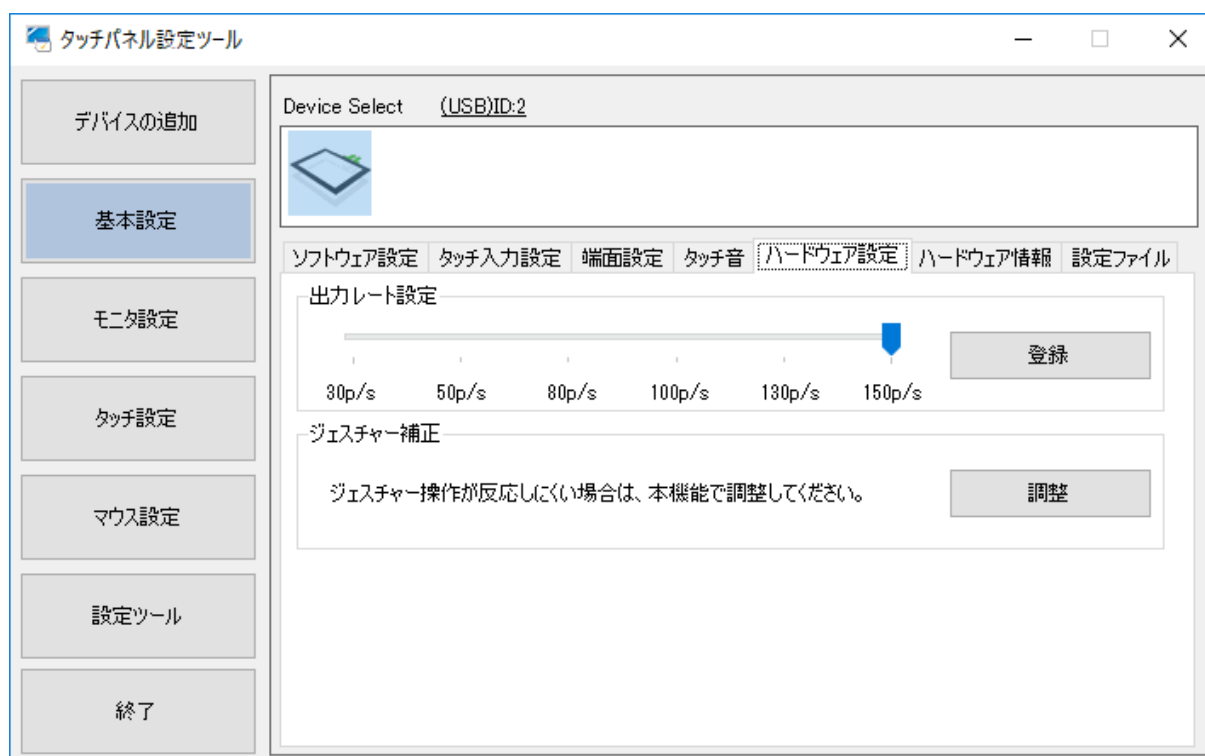 タッチパネル設定ツール
デバイスの追加
基本設定
モニタ設定
タッチ設定
マウス設定
設定ツール
終了
Device Select (USB)ID:2
ソフトウェア設定 タッチ入力設定 端面設定 タッチ音 ハードウェア設定 ハードウェア情報 設定ファイル
出力レート設定
30p/s 50p/s 80p/s 100p/s 130p/s 150p/s
登録
ジェスチャー補正
ジェスチャー操作が反応しにくい場合は、本機能で調整してください。
調整